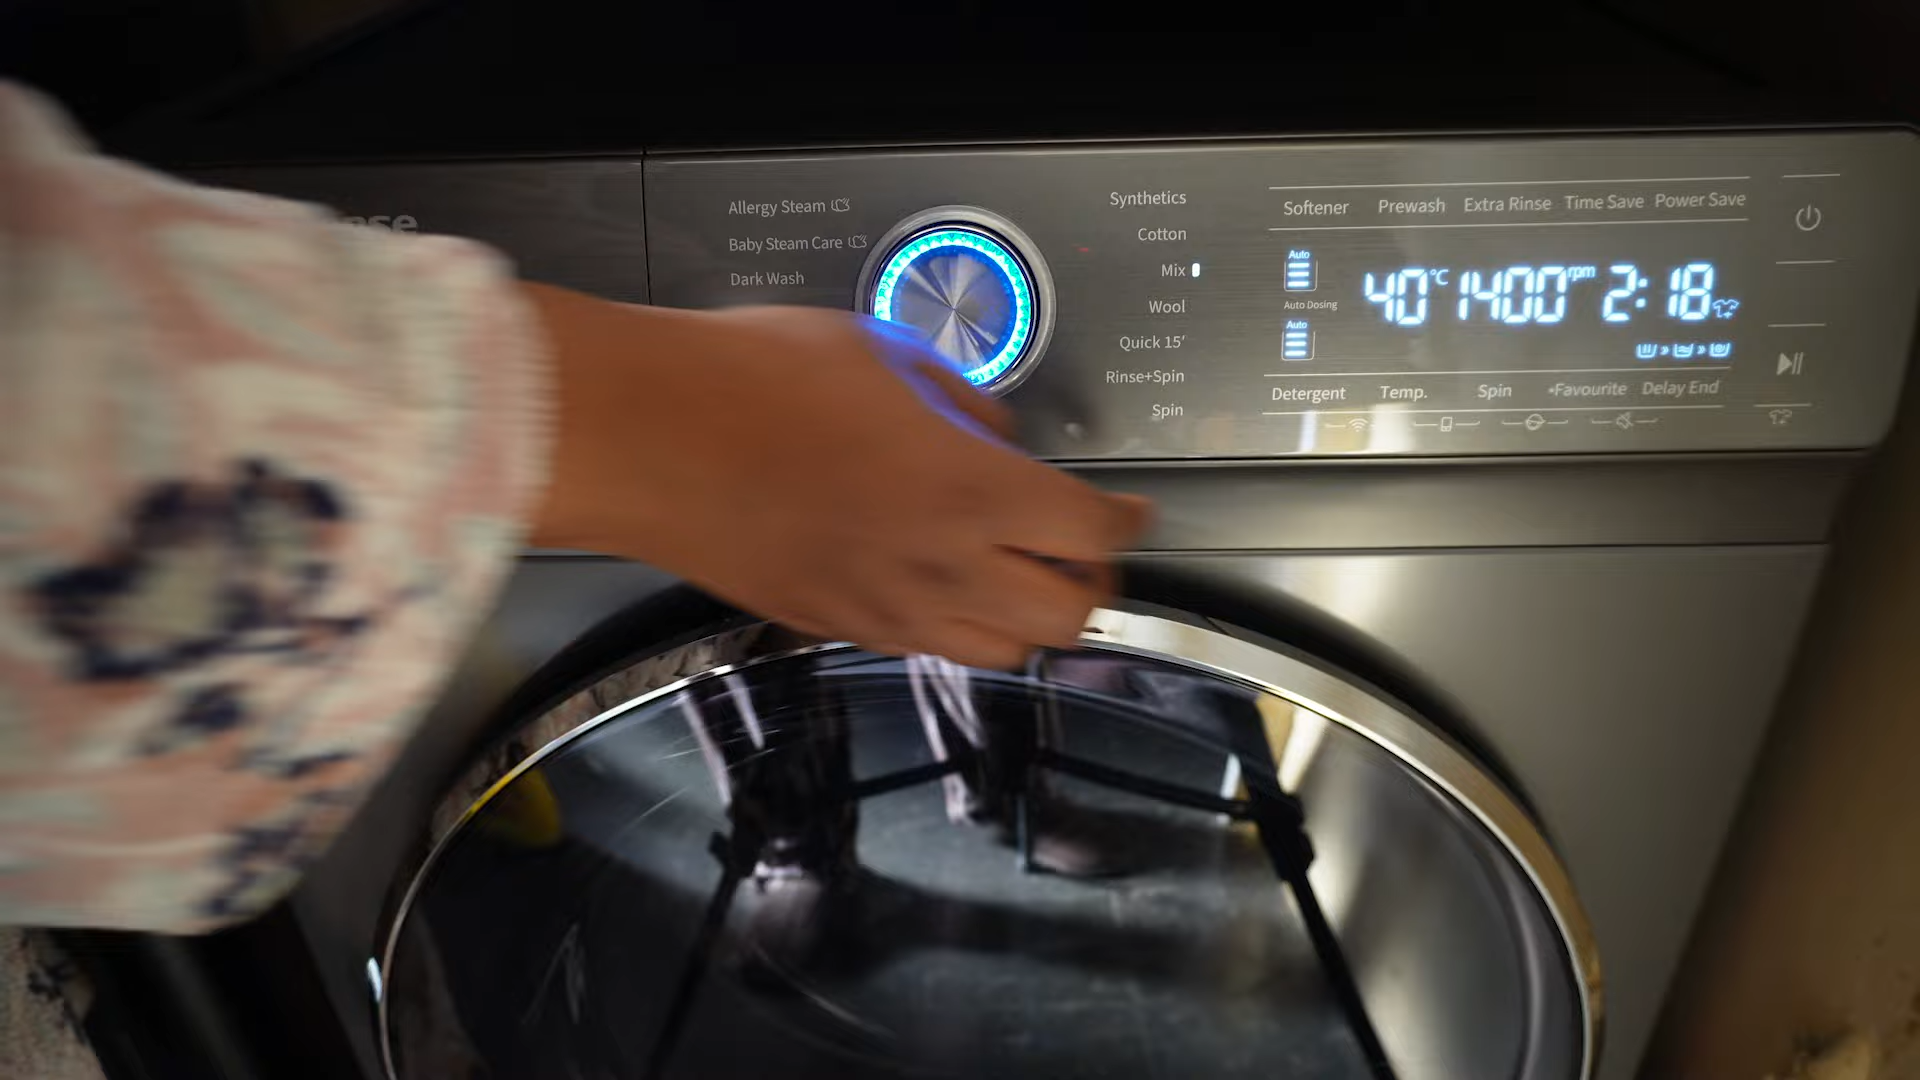 Allergy Steam
Baby Steam Care
Dark Wash
Synthetics
Cotton
Mix
Wool
Quick 15'
Rinse+Spin
Spin
Softener Prewash Extra Rinse Time Save Power Save
Auto
Auto Dosing
Auto
40°C 1400rpm 2:18
Detergent Temp. Spin *Favourite Delay End